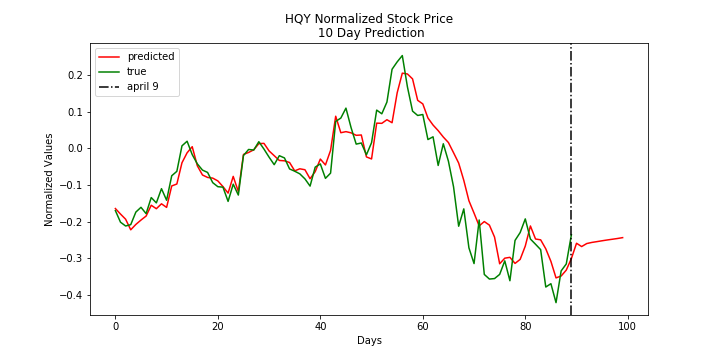 HQY Normalized Stock Price
10 Day Prediction
predicted
true
april 9
Normalized Values
0.2
0.1
0.0
−0.1
−0.2
−0.3
−0.4
0 20 40 60 80 100
Days